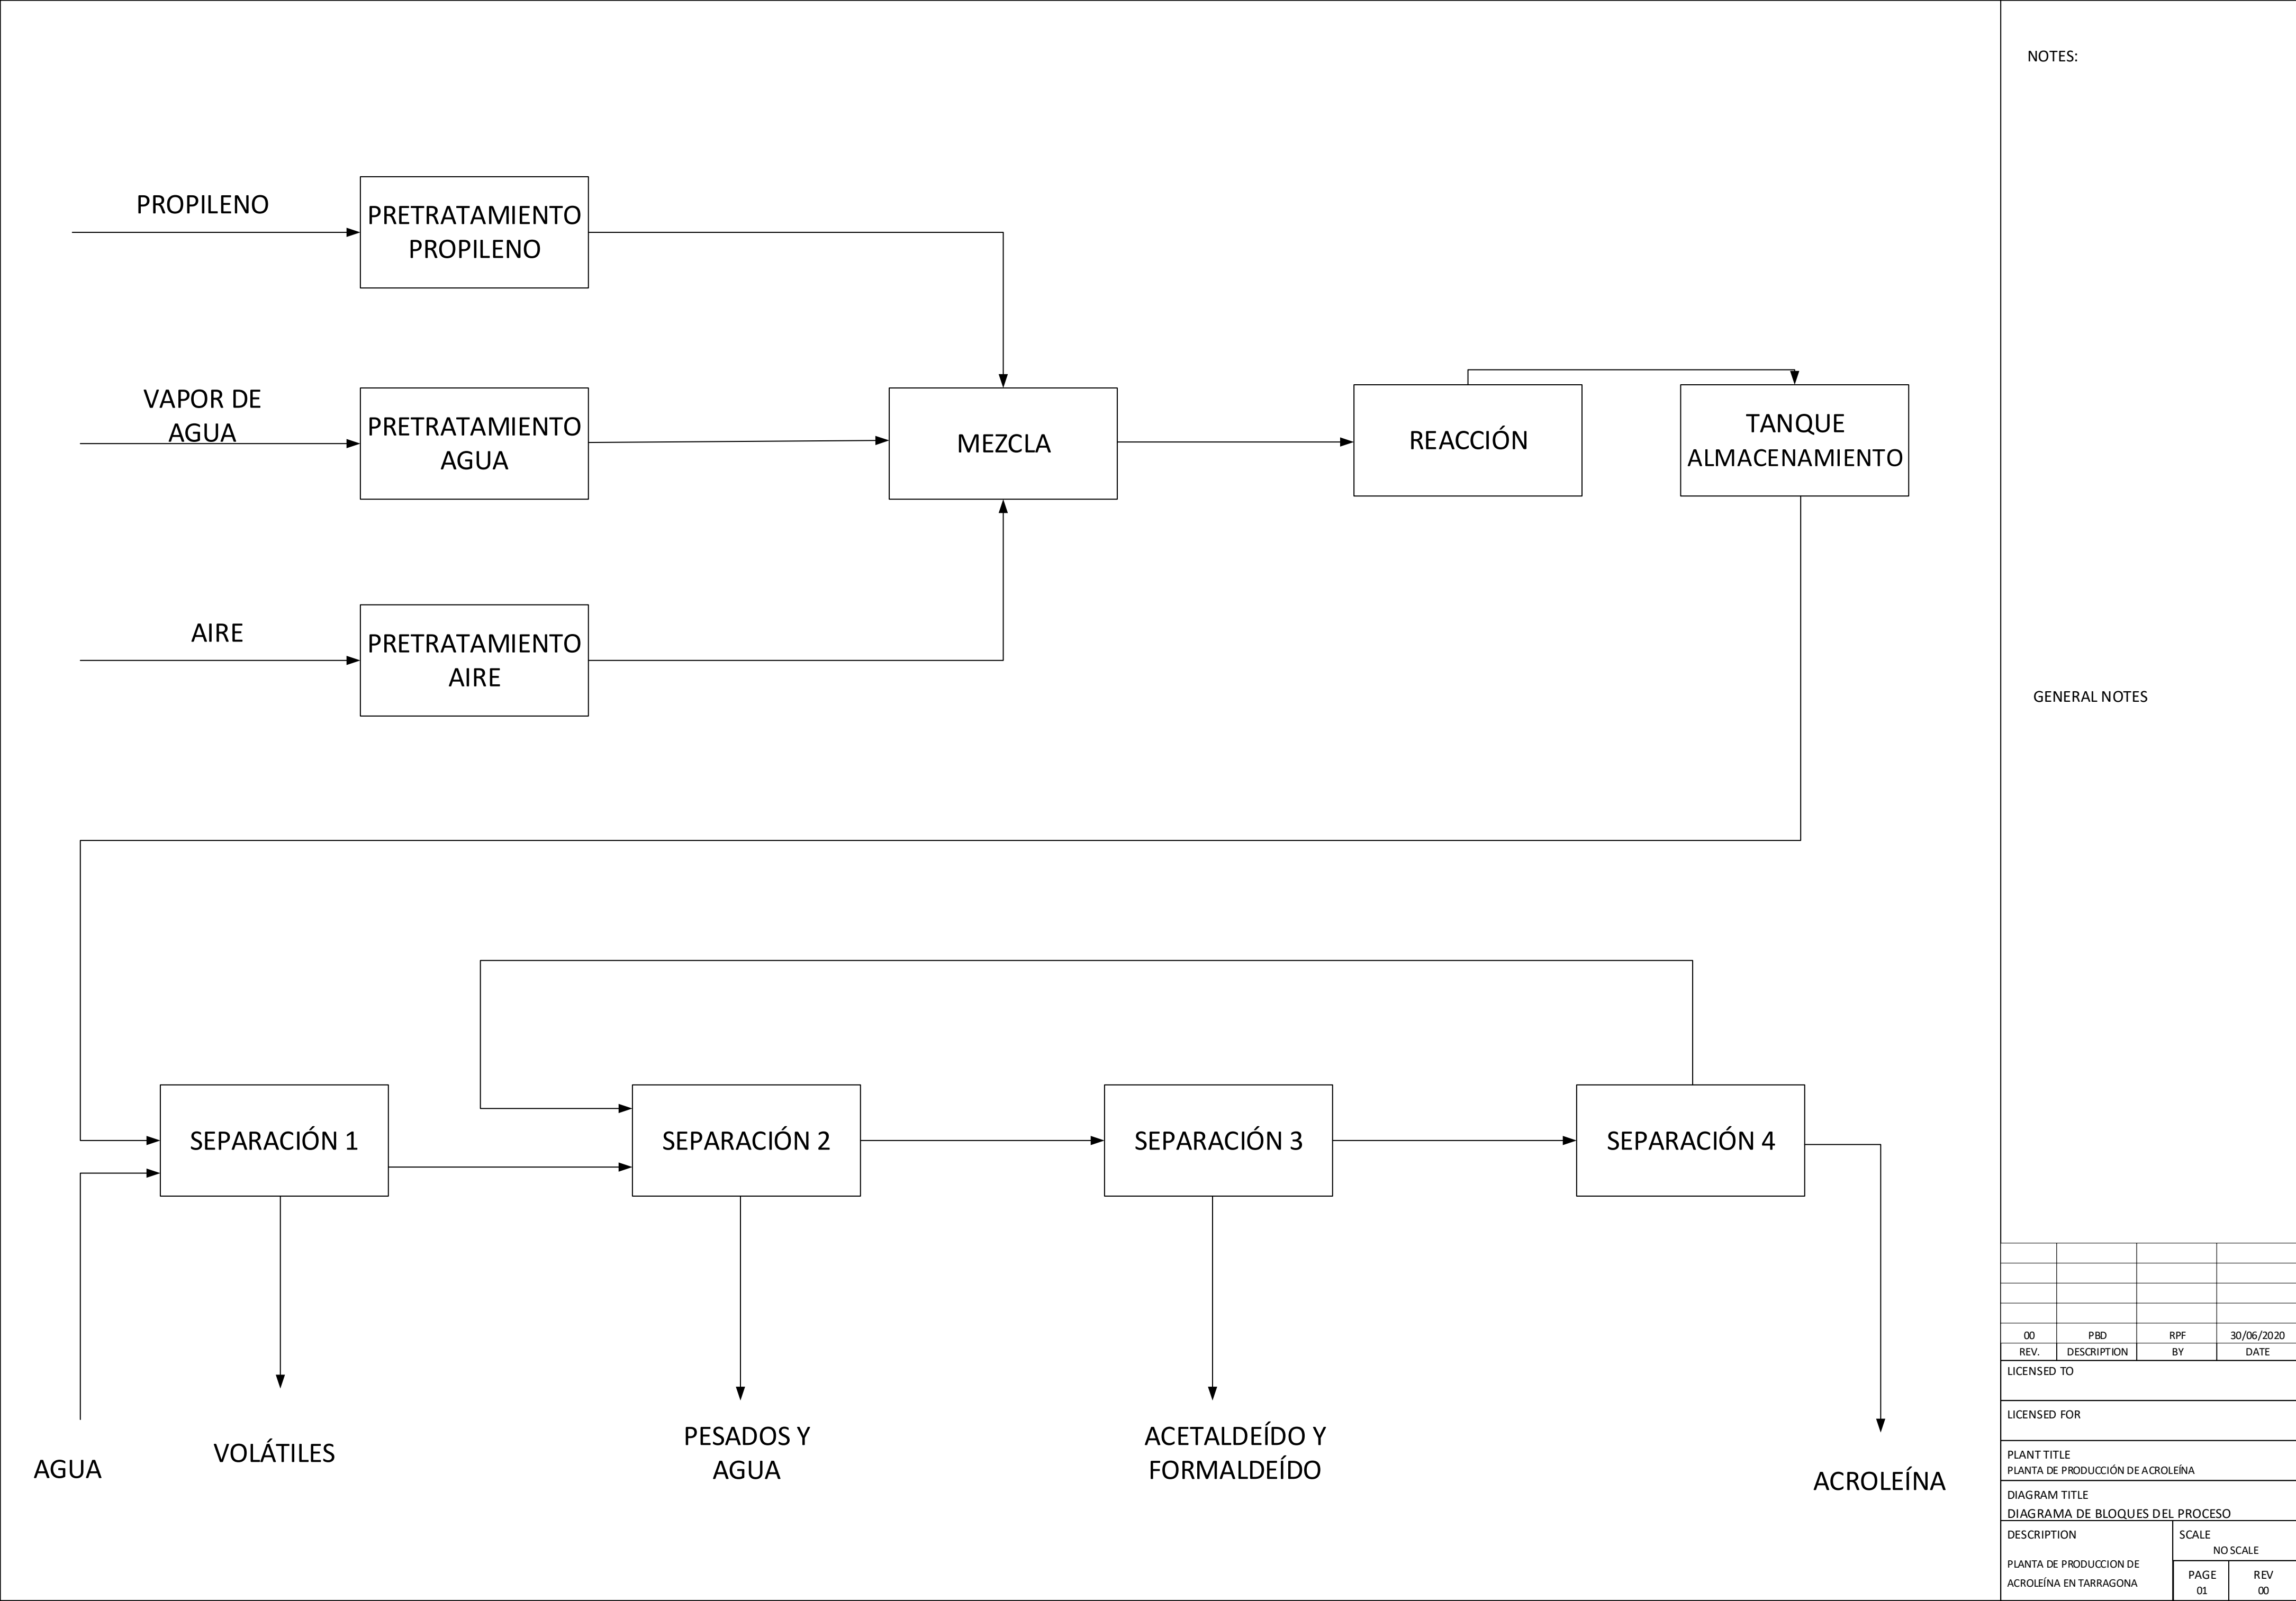 PROPILENO
PRETRATAMIENTO
PROPILENO
VAPOR DE
AGUA
PRETRATAMIENTO
AGUA
MEZCLA
REACCIÓN
TANQUE
ALMACENAMIENTO
AIRE
PRETRATAMIENTO
AIRE
SEPARACIÓN 1
SEPARACIÓN 2
SEPARACIÓN 3
SEPARACIÓN 4
AGUA
VOLÁTILES
PESADOS Y
AGUA
ACETALDEÍDO Y
FORMALDEÍDO
ACROLEÍNA
NOTES:
GENERAL NOTES
00 PBD RPF 30/06/2020
REV. DESCRIPTION BY DATE
LICENSED TO
LICENSED FOR
PLANT TITLE
PLANTA DE PRODUCCIÓN DE ACROLEÍNA
DIAGRAM TITLE
DIAGRAMA DE BLOQUES DEL PROCESO
DESCRIPTION
PLANTA DE PRODUCCION DE
ACROLEÍNA EN TARRAGONA
SCALE
NO SCALE
PAGE REV
01 00